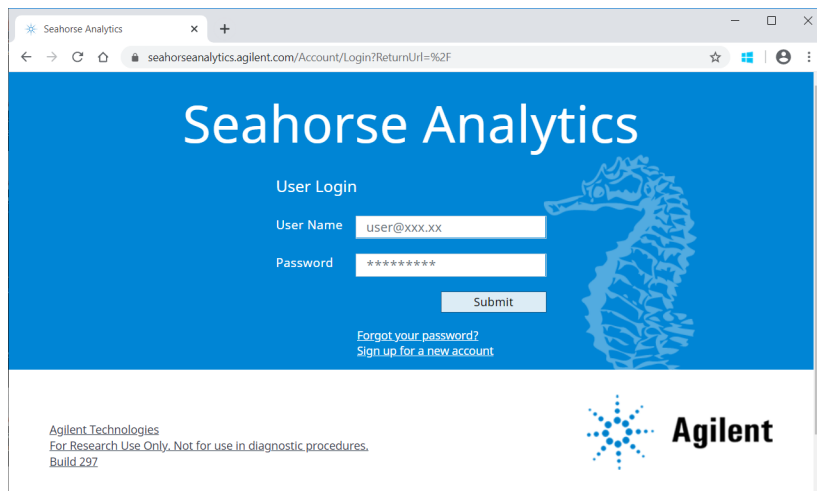 Seahorse Analytics
seahorseanalytics.agilent.com/Account/Login?ReturnUrl=%2F
Seahorse Analytics
User Login
User Name user@xxx.xx
Password *********
Submit
Forgot your password?
Sign up for a new account
Agilent Technologies
For Research Use Only. Not for use in diagnostic procedures.
Build 297
Agilent